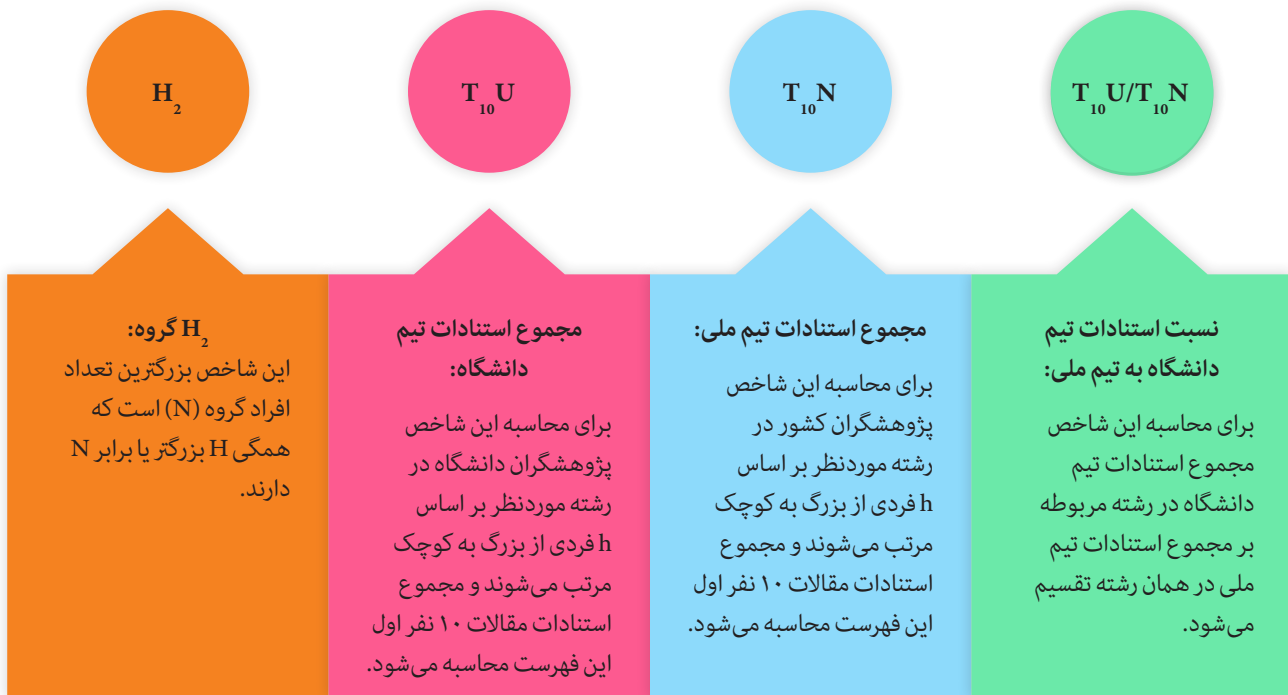 T₁₀U/T₁₀N
نسبت استنادات تیم
دانشگاه به تیم ملی:
برای محاسبه این شاخص
مجموع استنادات تیم
دانشگاه در رشته مربوطه
بر مجموع استنادات تیم
ملی در همان رشته تقسیم
می‌شود.
T₁₀N
مجموع استنادات تیم ملی:
برای محاسبه این شاخص
پژوهشگران کشور در
رشته موردنظر بر اساس
h فردی از بزرگ به کوچک
مرتب می‌شوند و مجموع
استنادات مقالات ۱۰ نفر اول
این فهرست محاسبه می‌شود.
T₁₀U
مجموع استنادات تیم
دانشگاه:
برای محاسبه این شاخص
پژوهشگران دانشگاه در
رشته موردنظر بر اساس
h فردی از بزرگ به کوچک
مرتب می‌شوند و مجموع
استنادات مقالات ۱۰ نفر اول
این فهرست محاسبه می‌شود.
H₂
H₂ گروه:
این شاخص بزرگترین تعداد
افراد گروه (N) است که
همگی H بزرگتر یا برابر N
دارند.